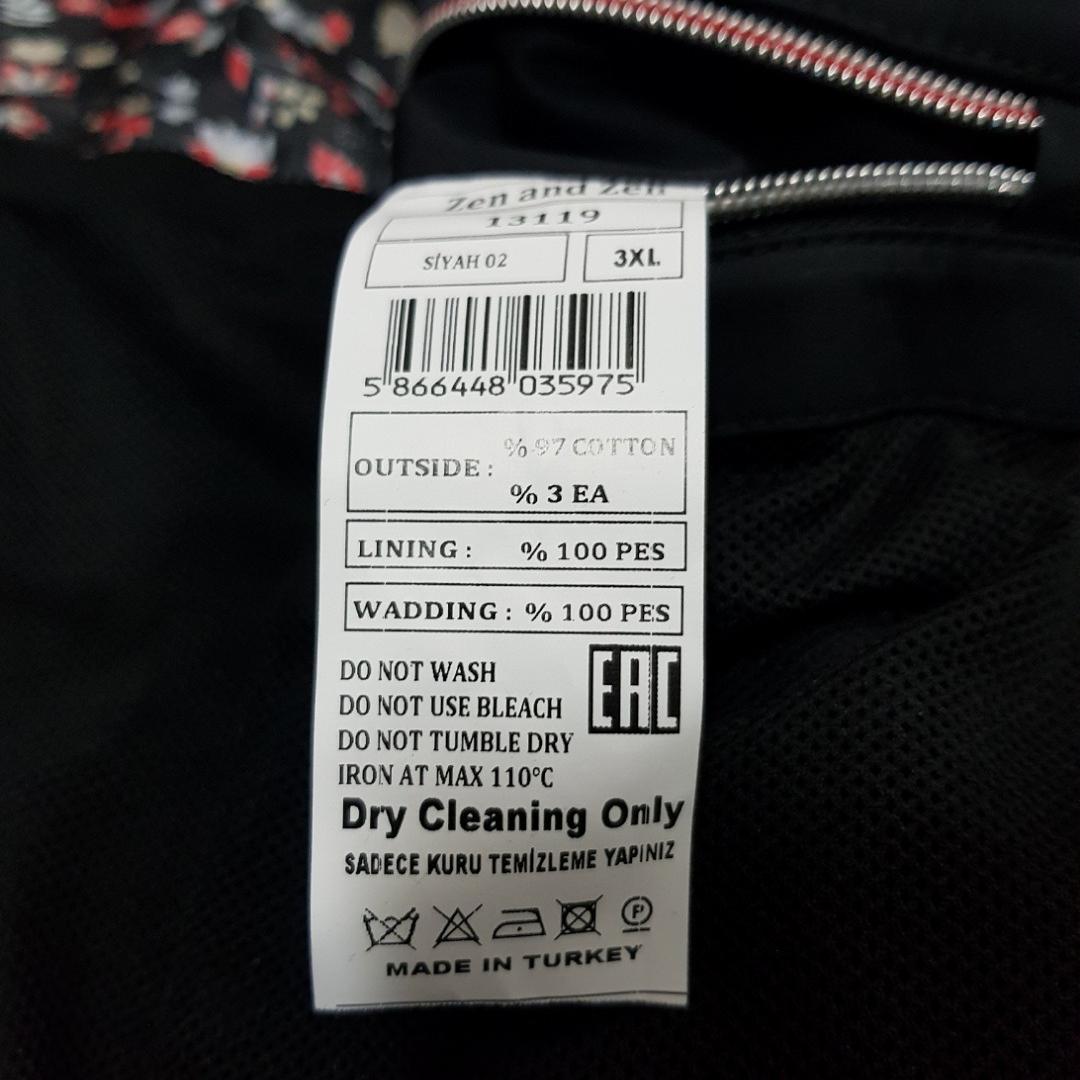 Zen and Zen
13119
SİYAH 02
3XL
5 866448 035975
OUTSIDE :
% 97 COTTON
% 3 EA
LINING : % 100 PES
WADDING : % 100 PES
DO NOT WASH
DO NOT USE BLEACH
DO NOT TUMBLE DRY
IRON AT MAX 110°C
EAC
Dry Cleaning Only
SADECE KURU TEMİZLEME YAPINIZ
P
MADE IN TURKEY